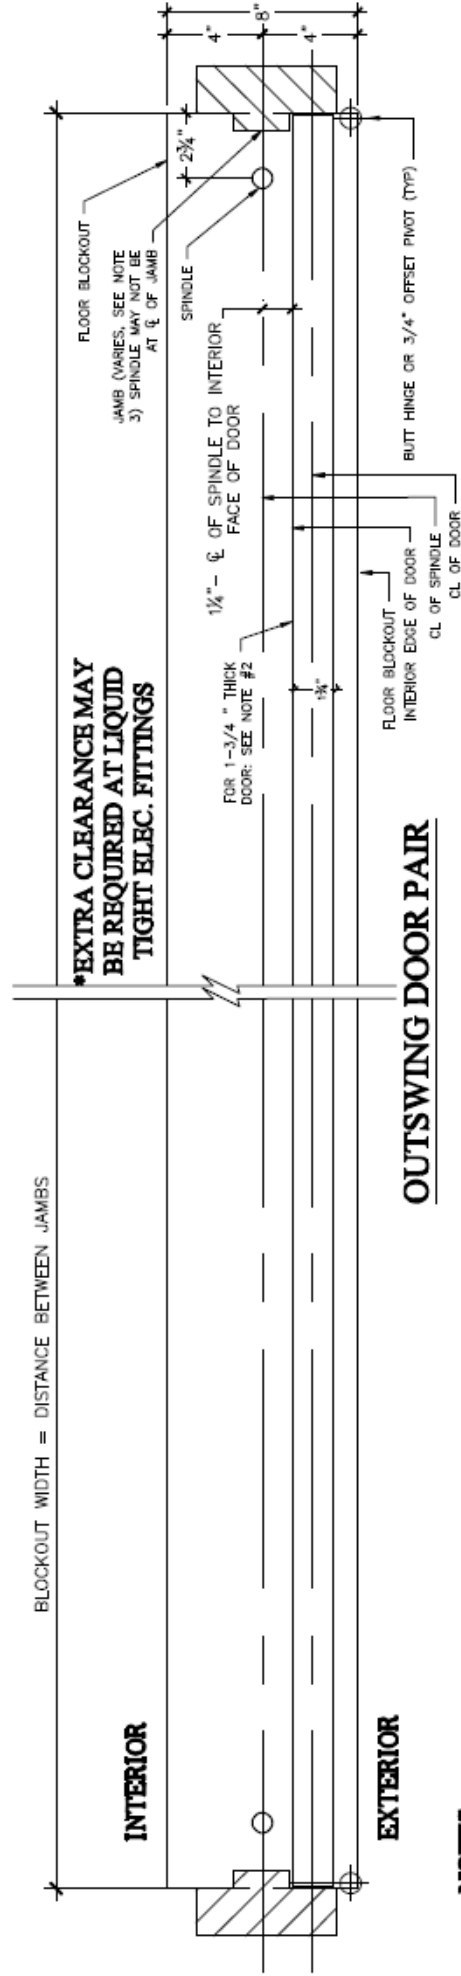 BLOCKOUT WIDTH = DISTANCE BETWEEN JAMBS
INTERIOR
*EXTRA CLEARANCE MAY
BE REQUIRED AT LIQUID
TIGHT ELEC. FITTINGS
FLOOR BLOCKOUT
JAMB (VARIES, SEE NOTE
3) SPINDLE MAY NOT BE
AT ℄ OF JAMB
2¾"
4"
8"
4"
SPINDLE
1¼" - ℄ OF SPINDLE TO INTERIOR
FACE OF DOOR
FOR 1-3/4 " THICK
DOOR: SEE NOTE #2
1¾"
BUTT HINGE OR 3/4" OFFSET PIVOT (TYP)
FLOOR BLOCKOUT
INTERIOR EDGE OF DOOR
CL OF SPINDLE
CL OF DOOR
EXTERIOR
OUTSWING DOOR PAIR